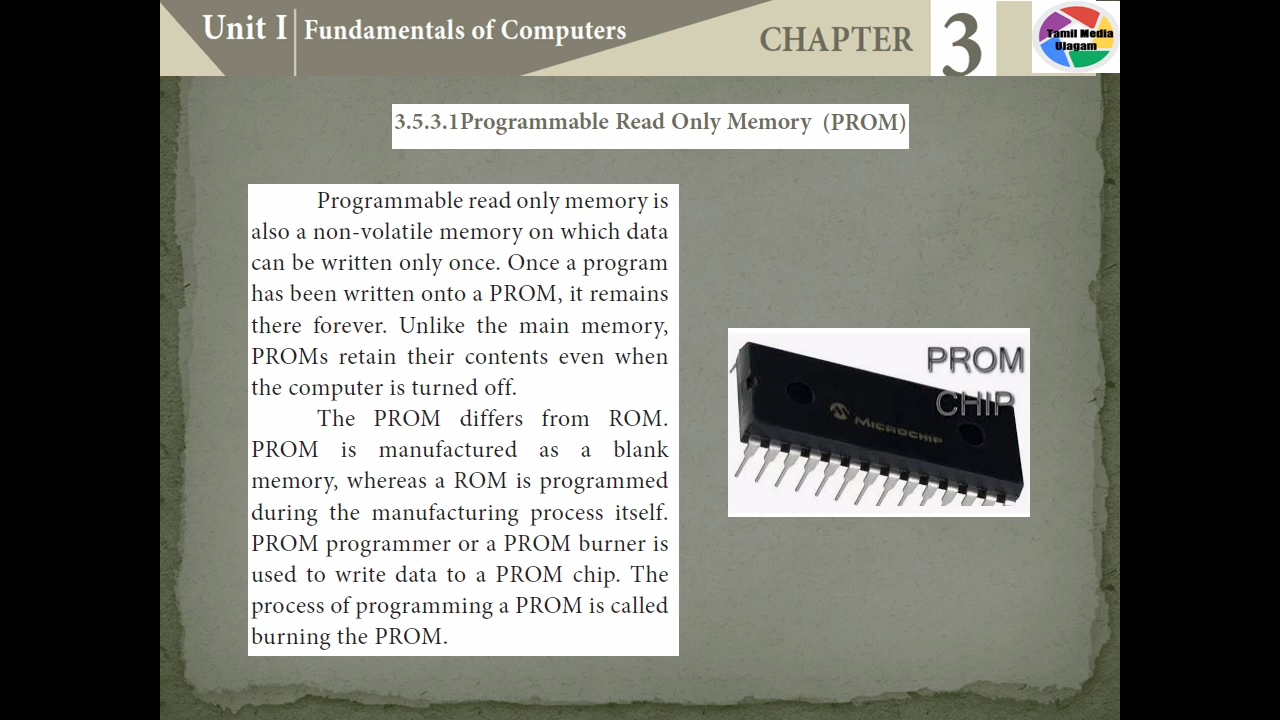 Unit I Fundamentals of Computers
CHAPTER 3
Tamil Media
Ulagam
3.5.3.1Programmable Read Only Memory (PROM)
Programmable read only memory is
also a non-volatile memory on which data
can be written only once. Once a program
has been written onto a PROM, it remains
there forever. Unlike the main memory,
PROMs retain their contents even when
the computer is turned off.
The PROM differs from ROM.
PROM is manufactured as a blank
memory, whereas a ROM is programmed
during the manufacturing process itself.
PROM programmer or a PROM burner is
used to write data to a PROM chip. The
process of programming a PROM is called
burning the PROM.
PROM
CHIP
MICROCHIP